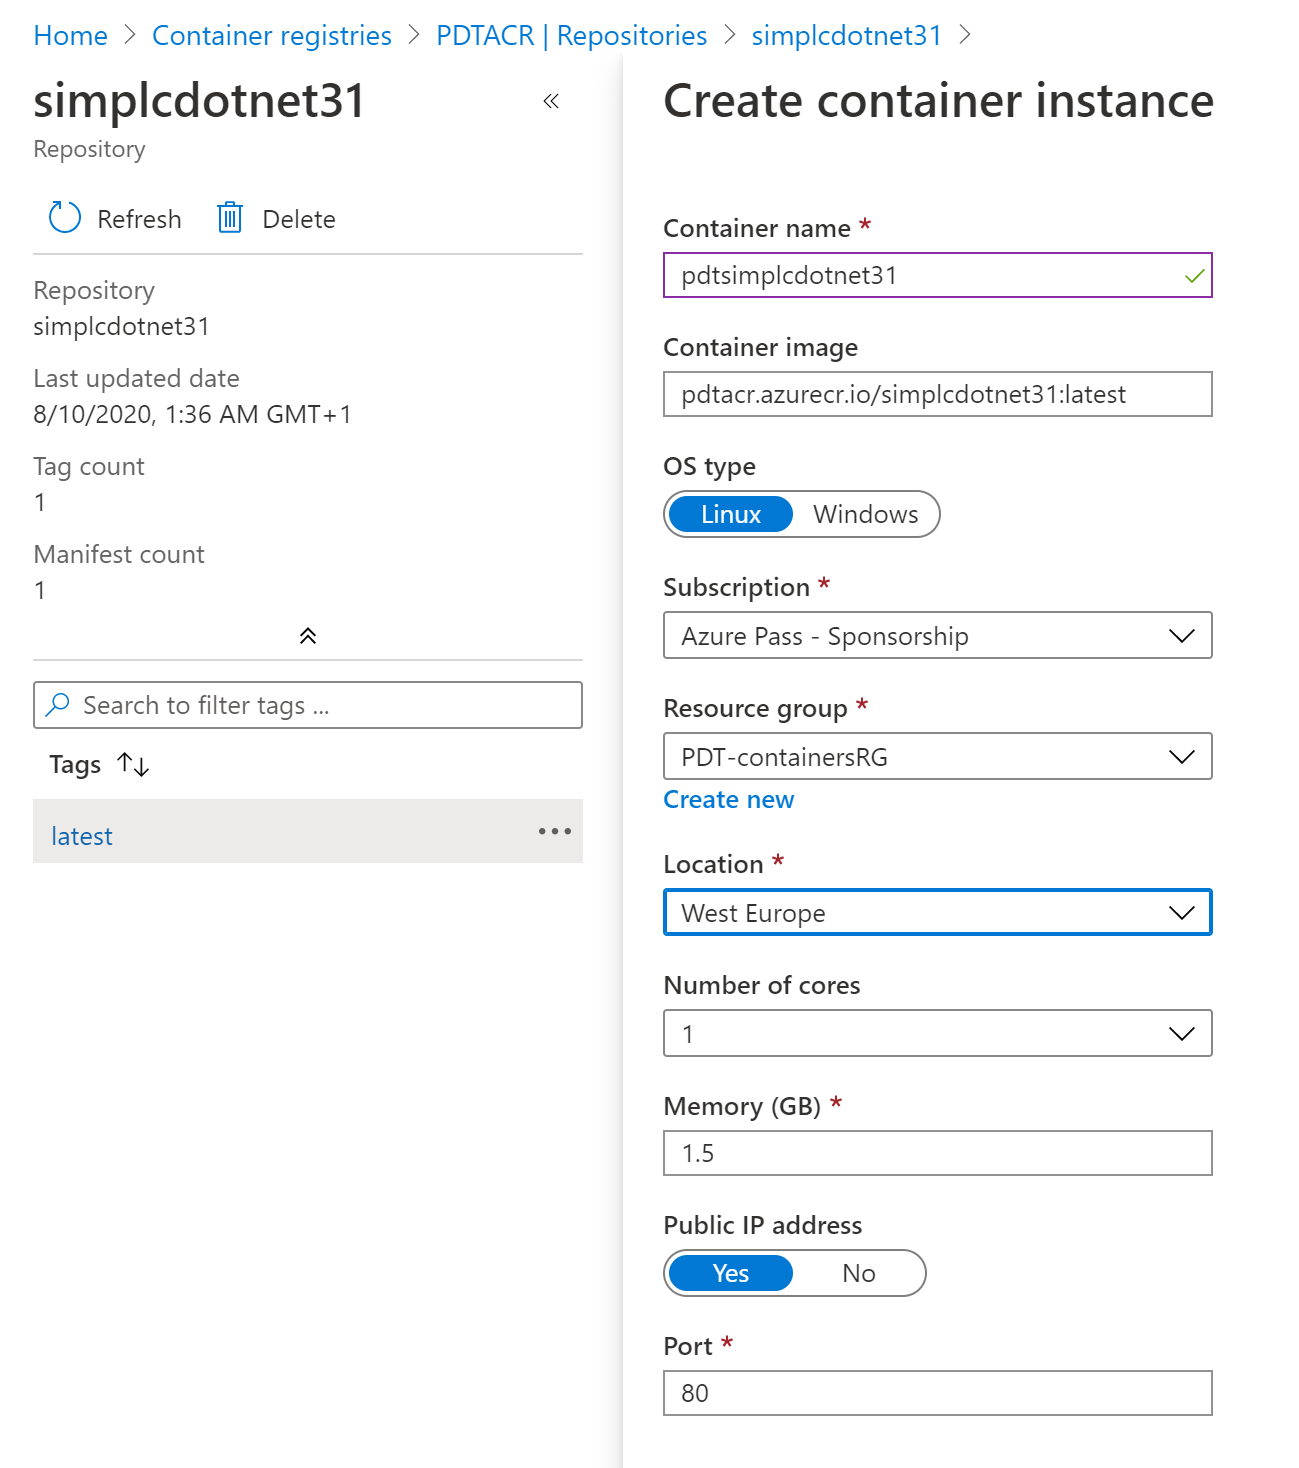 Home > Container registries > PDTACR | Repositories > simplcdotnet31 >
simplcdotnet31
«
Repository
Refresh Delete
Repository
simplcdotnet31
Last updated date
8/10/2020, 1:36 AM GMT+1
Tag count
1
Manifest count
1
Search to filter tags ...
Tags ↑↓
latest •••
Create container instance
Container name *
pdtsimplcdotnet31
Container image
pdtacr.azurecr.io/simplcdotnet31:latest
OS type
Linux Windows
Subscription *
Azure Pass - Sponsorship
Resource group *
PDT-containersRG
Create new
Location *
West Europe
Number of cores
1
Memory (GB) *
1.5
Public IP address
Yes No
Port *
80